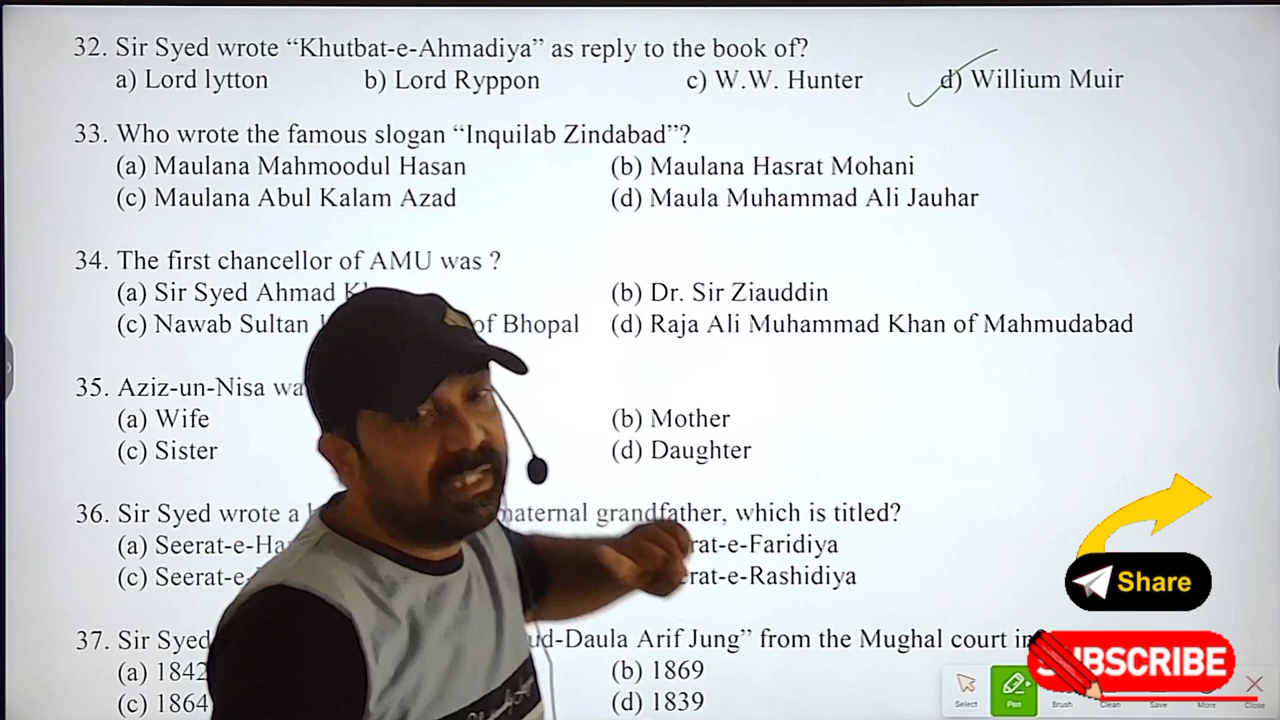 32. Sir Syed wrote “Khutbat-e-Ahmadiya” as reply to the book of?
a) Lord lytton b) Lord Ryppon c) W.W. Hunter d) Willium Muir
33. Who wrote the famous slogan “Inquilab Zindabad”?
(a) Maulana Mahmoodul Hasan (b) Maulana Hasrat Mohani
(c) Maulana Abul Kalam Azad (d) Maula Muhammad Ali Jauhar
34. The first chancellor of AMU was ?
(a) Sir Syed Ahmad (b) Dr. Sir Ziauddin
(c) Nawab Sultan of Bhopal (d) Raja Ali Muhammad Khan of Mahmudabad
35. Aziz-un-Nisa
(a) Wife (b) Mother
(c) Sister (d) Daughter
36. Sir Syed wrote a maternal grandfather, which is titled?
(a) rat-e-Faridiya
(c) rat-e-Rashidiya
37. Sir Syed ud-Daula Arif Jung” from the Mughal court in?
(a) 1842 (b) 1869
(c) 1864 (d) 1839
Share
SUBSCRIBE
Select Pen Brush Clean Save More Close